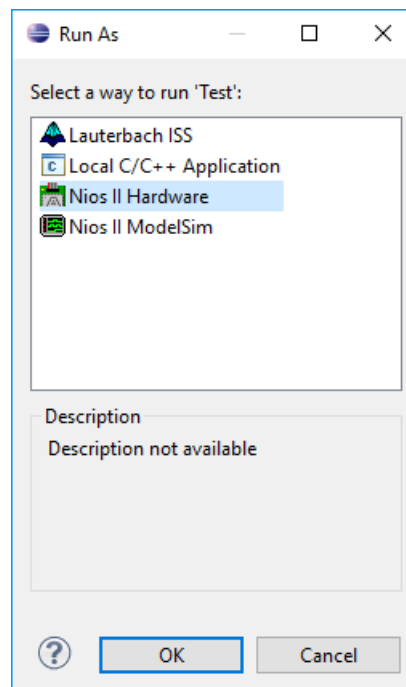 Run As
Select a way to run 'Test':
Lauterbach ISS
Local C/C++ Application
Nios II Hardware
Nios II ModelSim
Description
Description not available
OK
Cancel